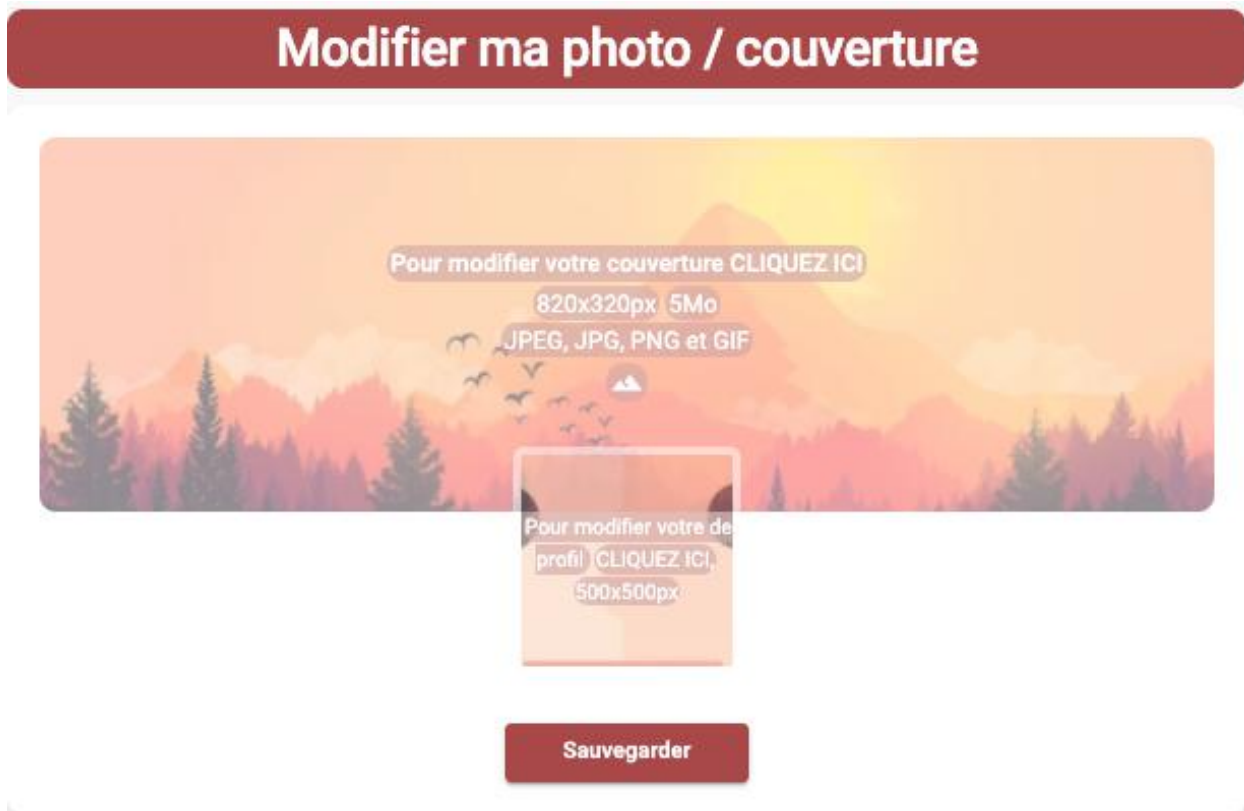 Modifier ma photo / couverture
Pour modifier votre couverture CLIQUEZ ICI
820x320px 5Mo
JPEG, JPG, PNG et GIF
Pour modifier votre de
profil CLIQUEZ ICI,
500x500px
Sauvegarder